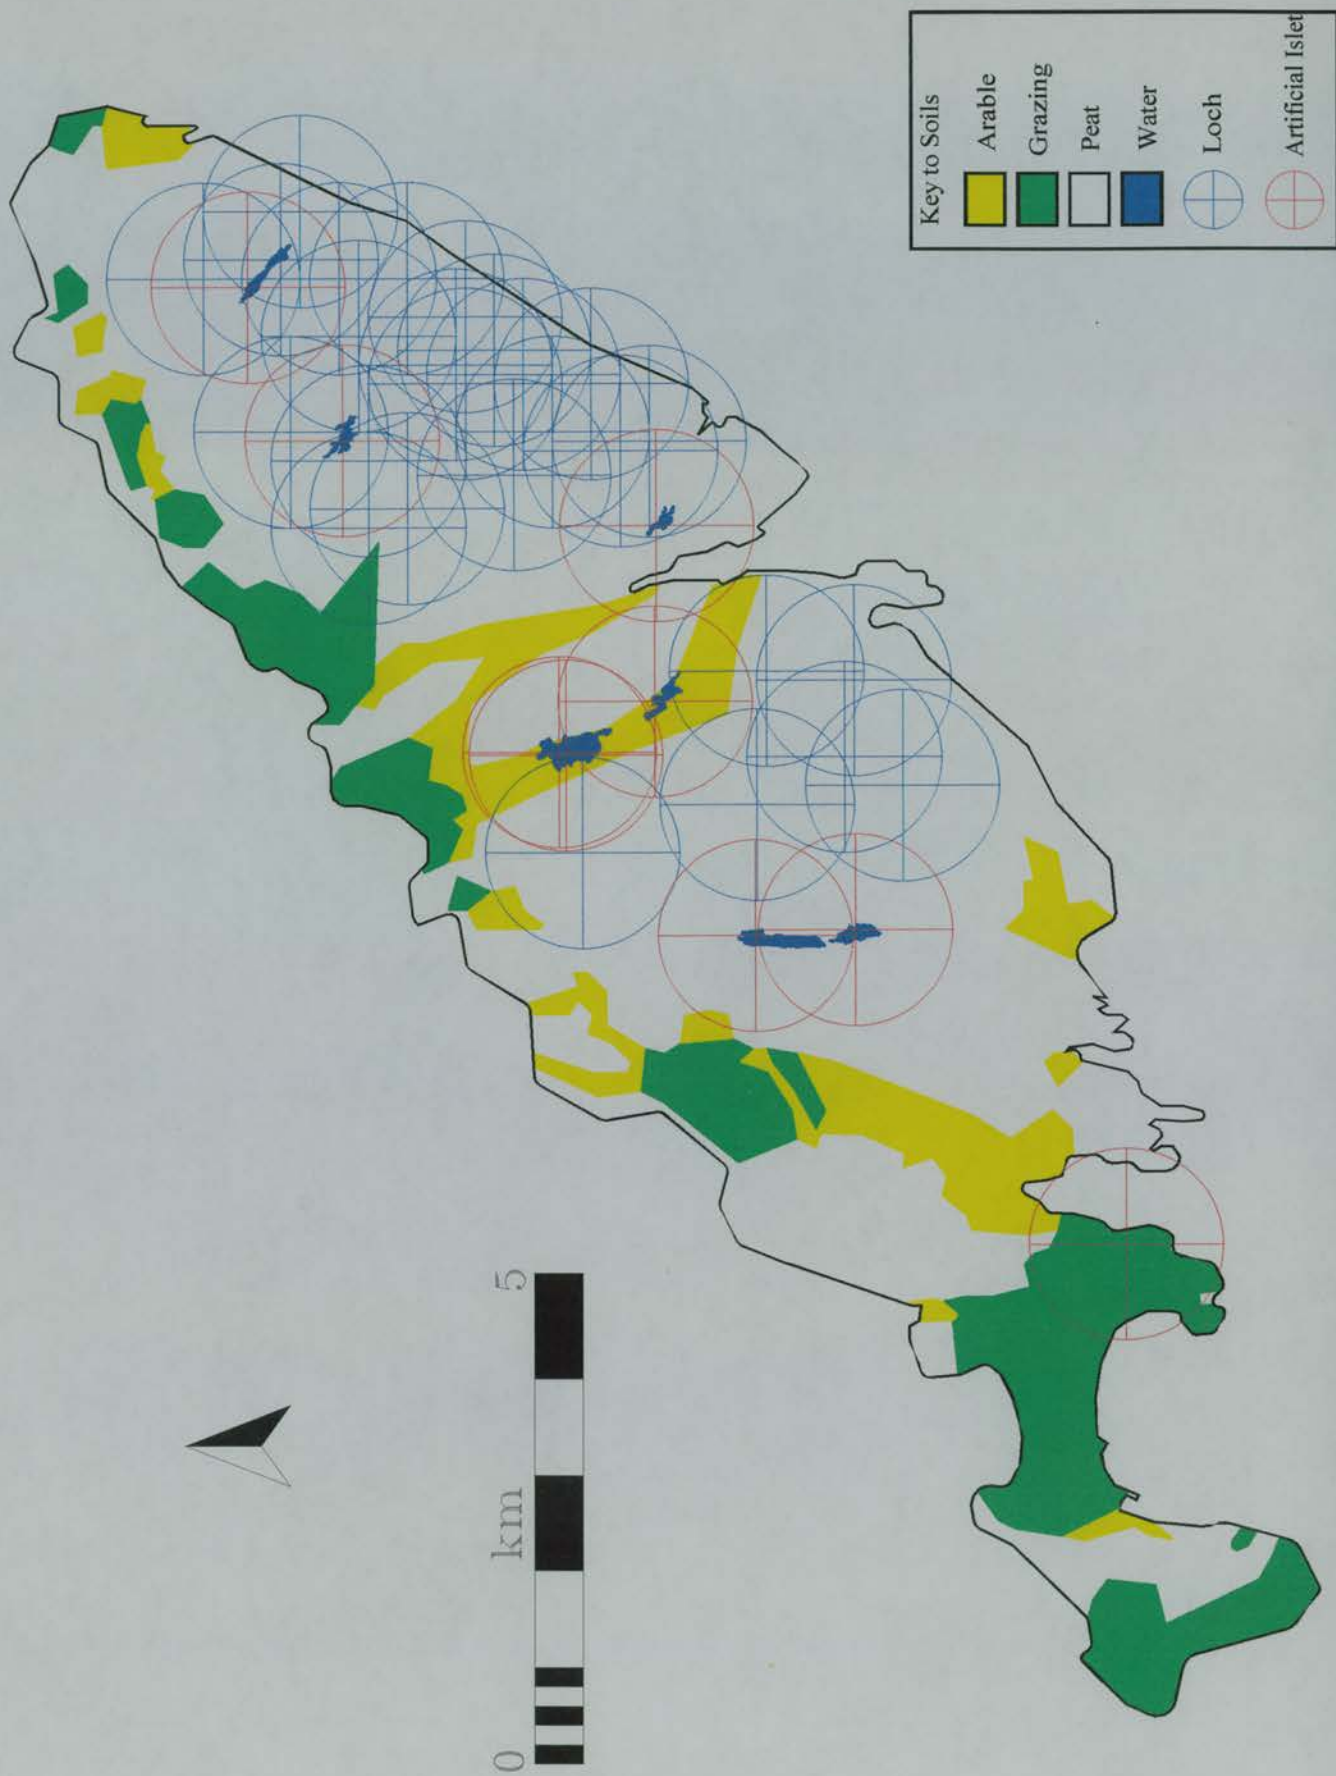 Key to Soils
Arable
Grazing
Peat
Water
Loch
Artificial Islet
0
km
5